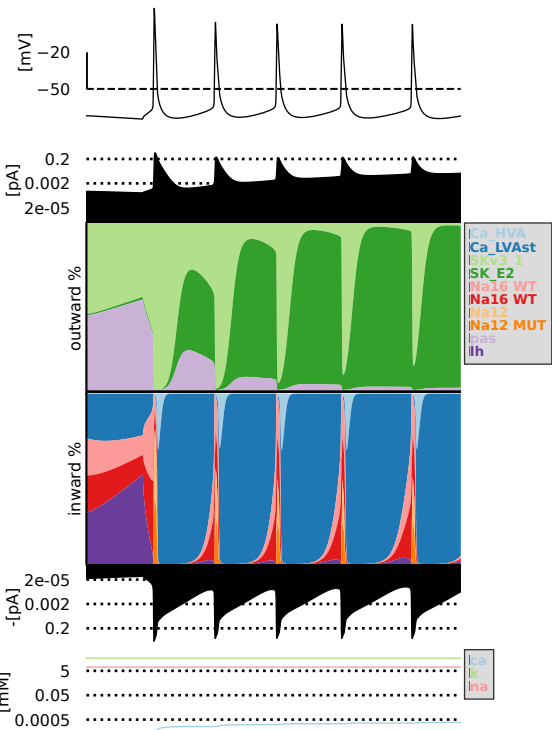 [mV]
−20
−50
[pA]
0.2
0.002
2e-05
outward %
Ca_HVA
Ca_LVAst
SKv3_1
SK_E2
Na16 WT
Na16 WT
Na12
Na12 MUT
pas
Ih
inward %
-[pA]
2e-05
0.002
0.2
[mM]
5
0.05
0.0005
ca
k
na